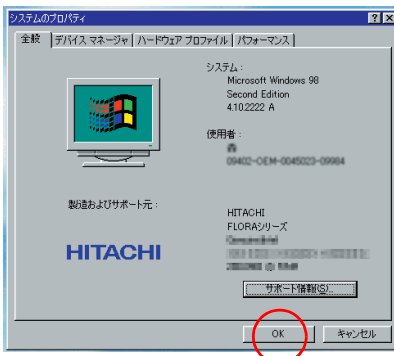 システムのプロパティ
全般 デバイス マネージャ ハードウェア プロファイル パフォーマンス
システム:
Microsoft Windows 98
Second Edition
4.10.2222 A
使用者:
森
09402-OEM-0045023-09984
製造およびサポート元:
HITACHI
FLORAシリーズ
HITACHI
サポート情報(S)...
OK キャンセル